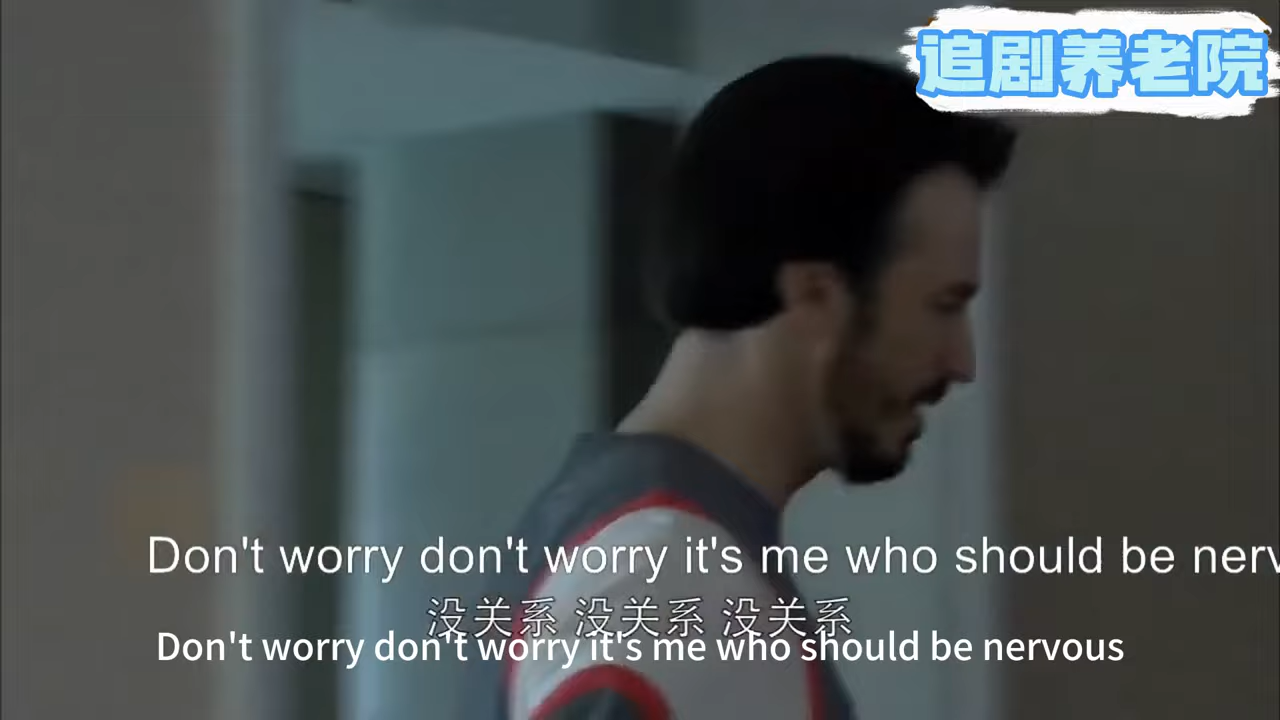 追剧养老院
Don't worry don't worry it's me who should be nerv
没关系 没关系 没关系
Don't worry don't worry it's me who should be nervous